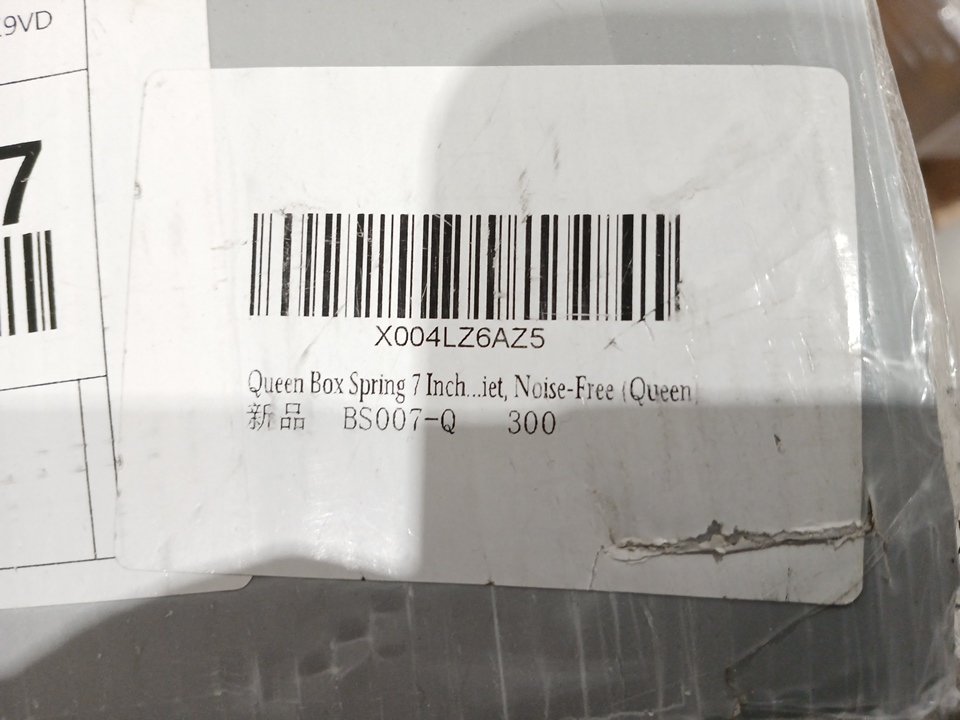 9VD
7
X004LZ6AZ5
Queen Box Spring 7 Inch...iet, Noise-Free (Queen
新品 BS007-Q 300